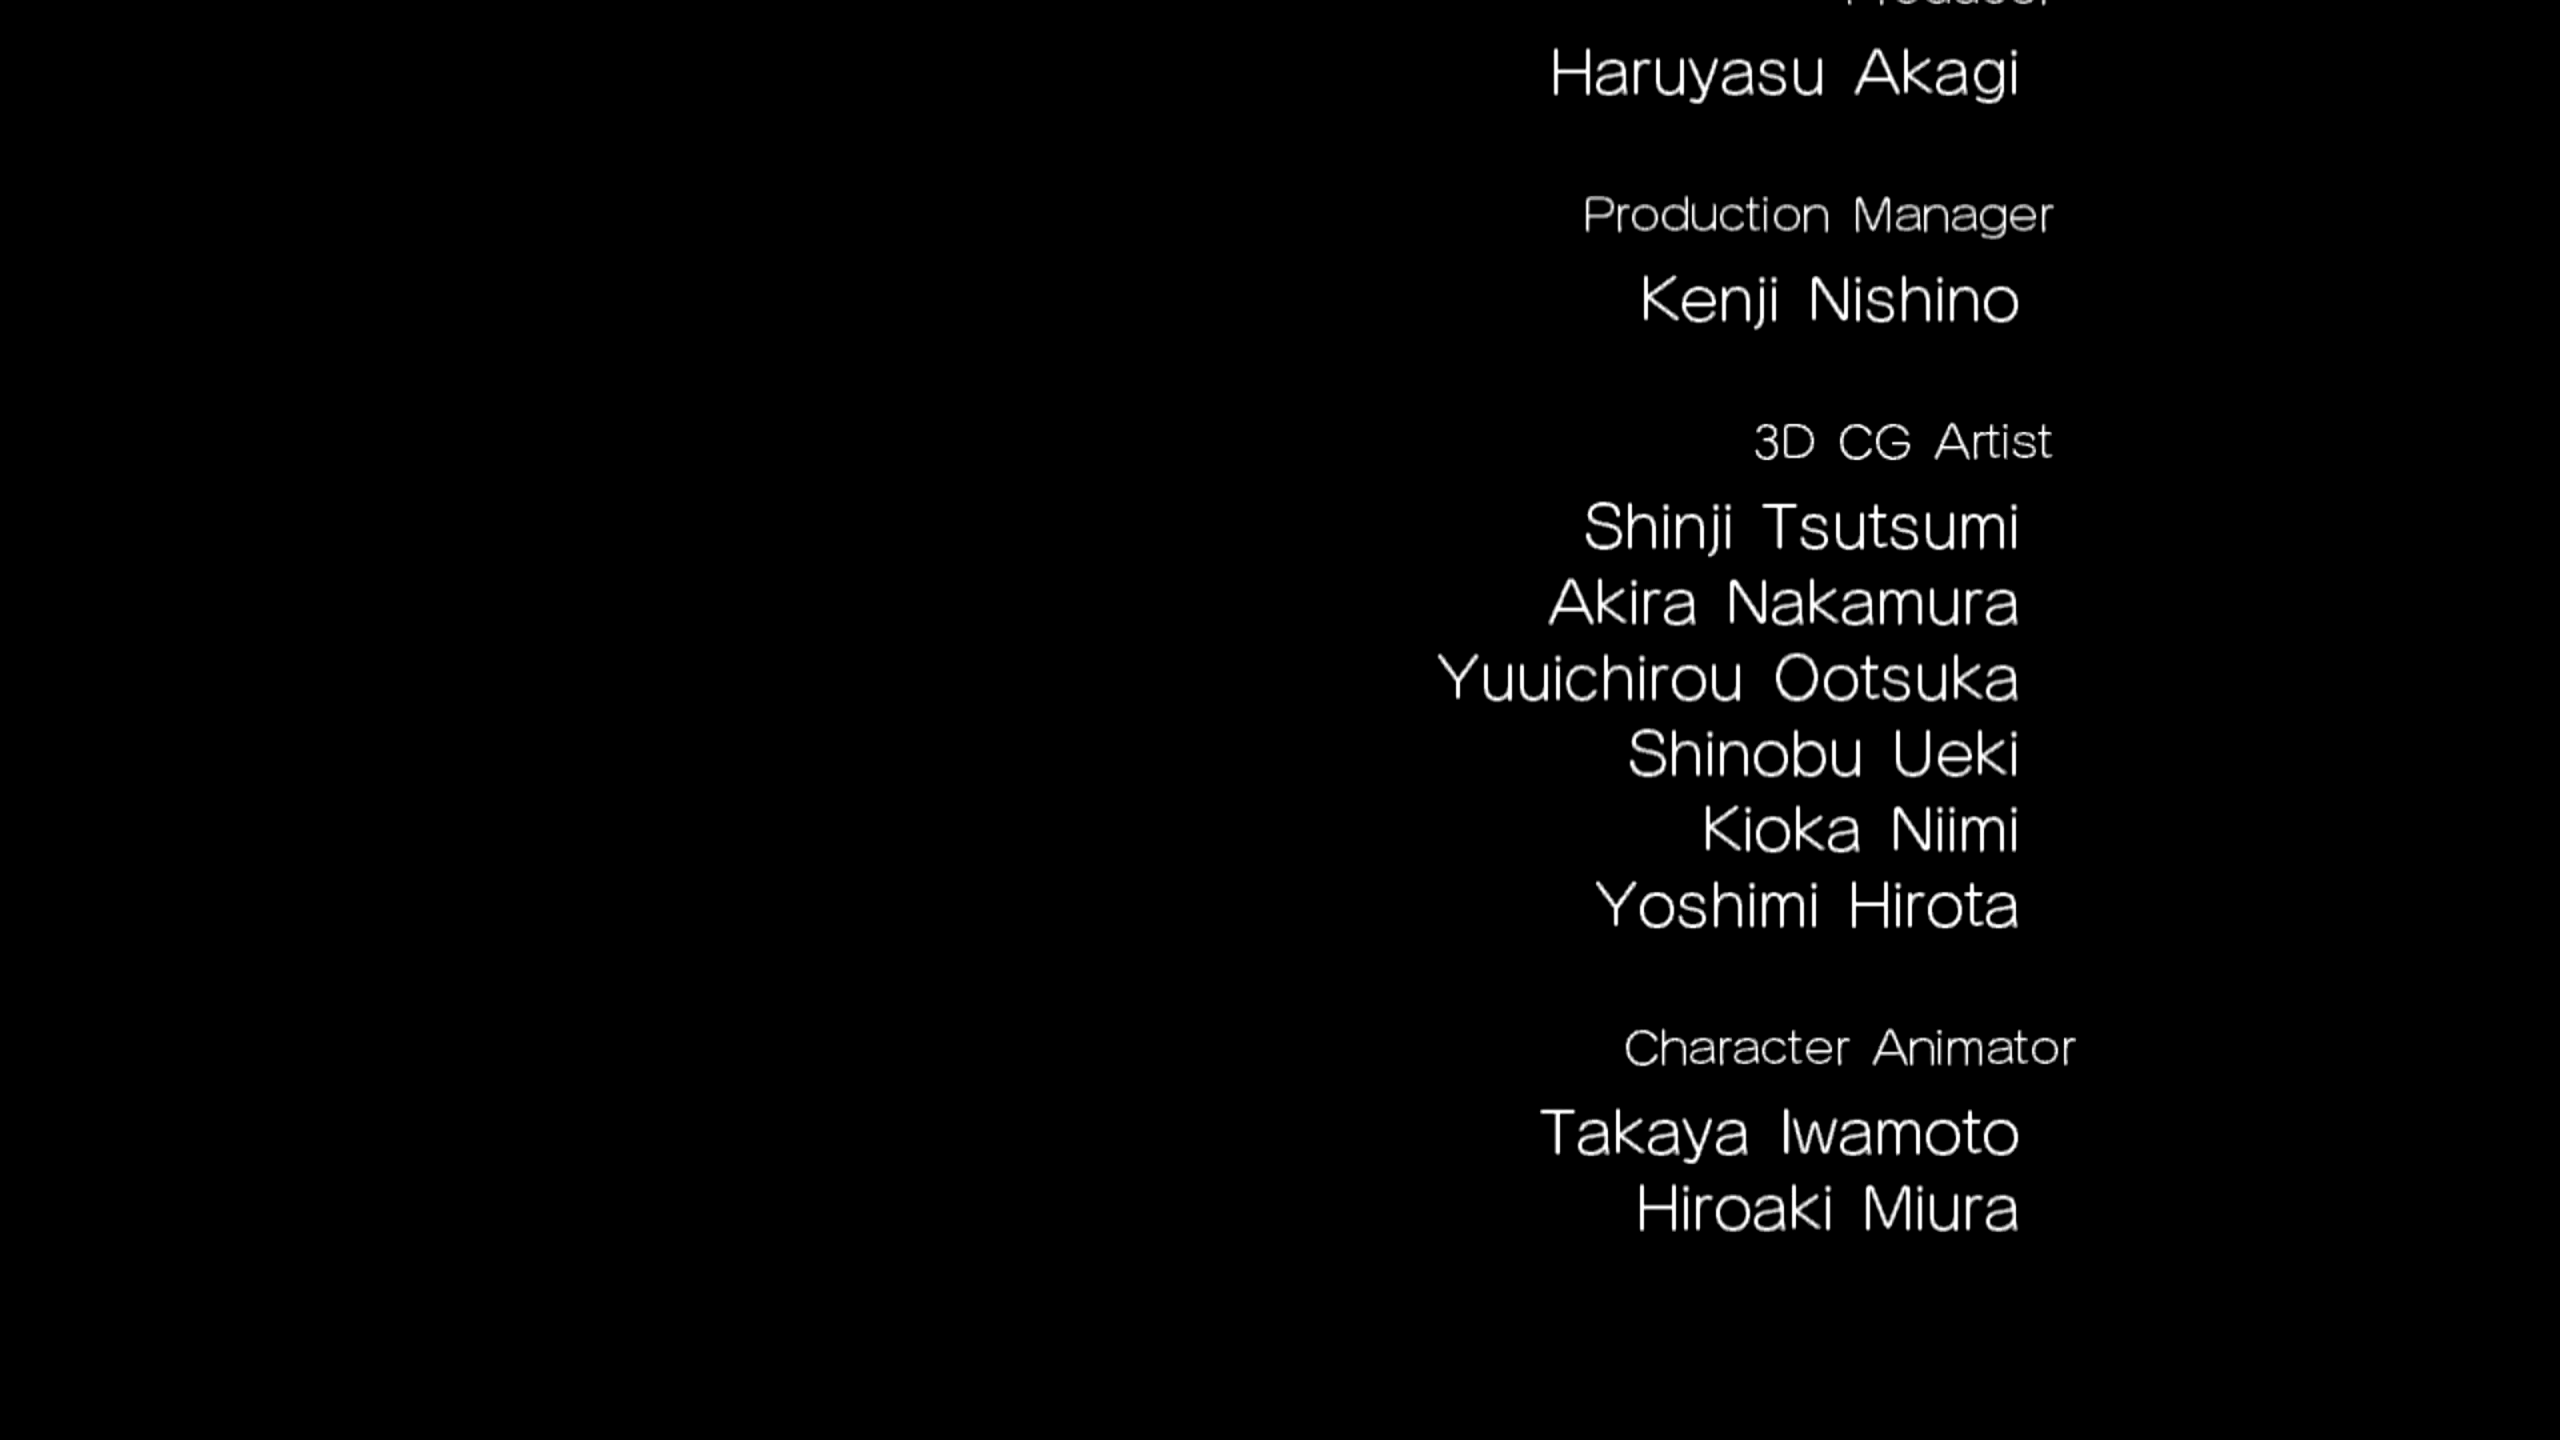 Producer
Haruyasu Akagi
Production Manager
Kenji Nishino
3D CG Artist
Shinji Tsutsumi
Akira Nakamura
Yuuichirou Ootsuka
Shinobu Ueki
Kioka Niimi
Yoshimi Hirota
Character Animator
Takaya Iwamoto
Hiroaki Miura